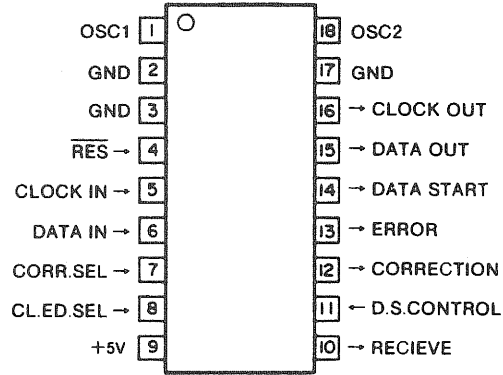 OSC1 1 18 OSC2
GND 2 17 GND
GND 3 16 → CLOCK OUT
R̅E̅S̅ → 4 15 → DATA OUT
CLOCK IN → 5 14 → DATA START
DATA IN → 6 13 → ERROR
CORR.SEL → 7 12 → CORRECTION
CL.ED.SEL → 8 11 ← D.S.CONTROL
+5V 9 10 → RECIEVE